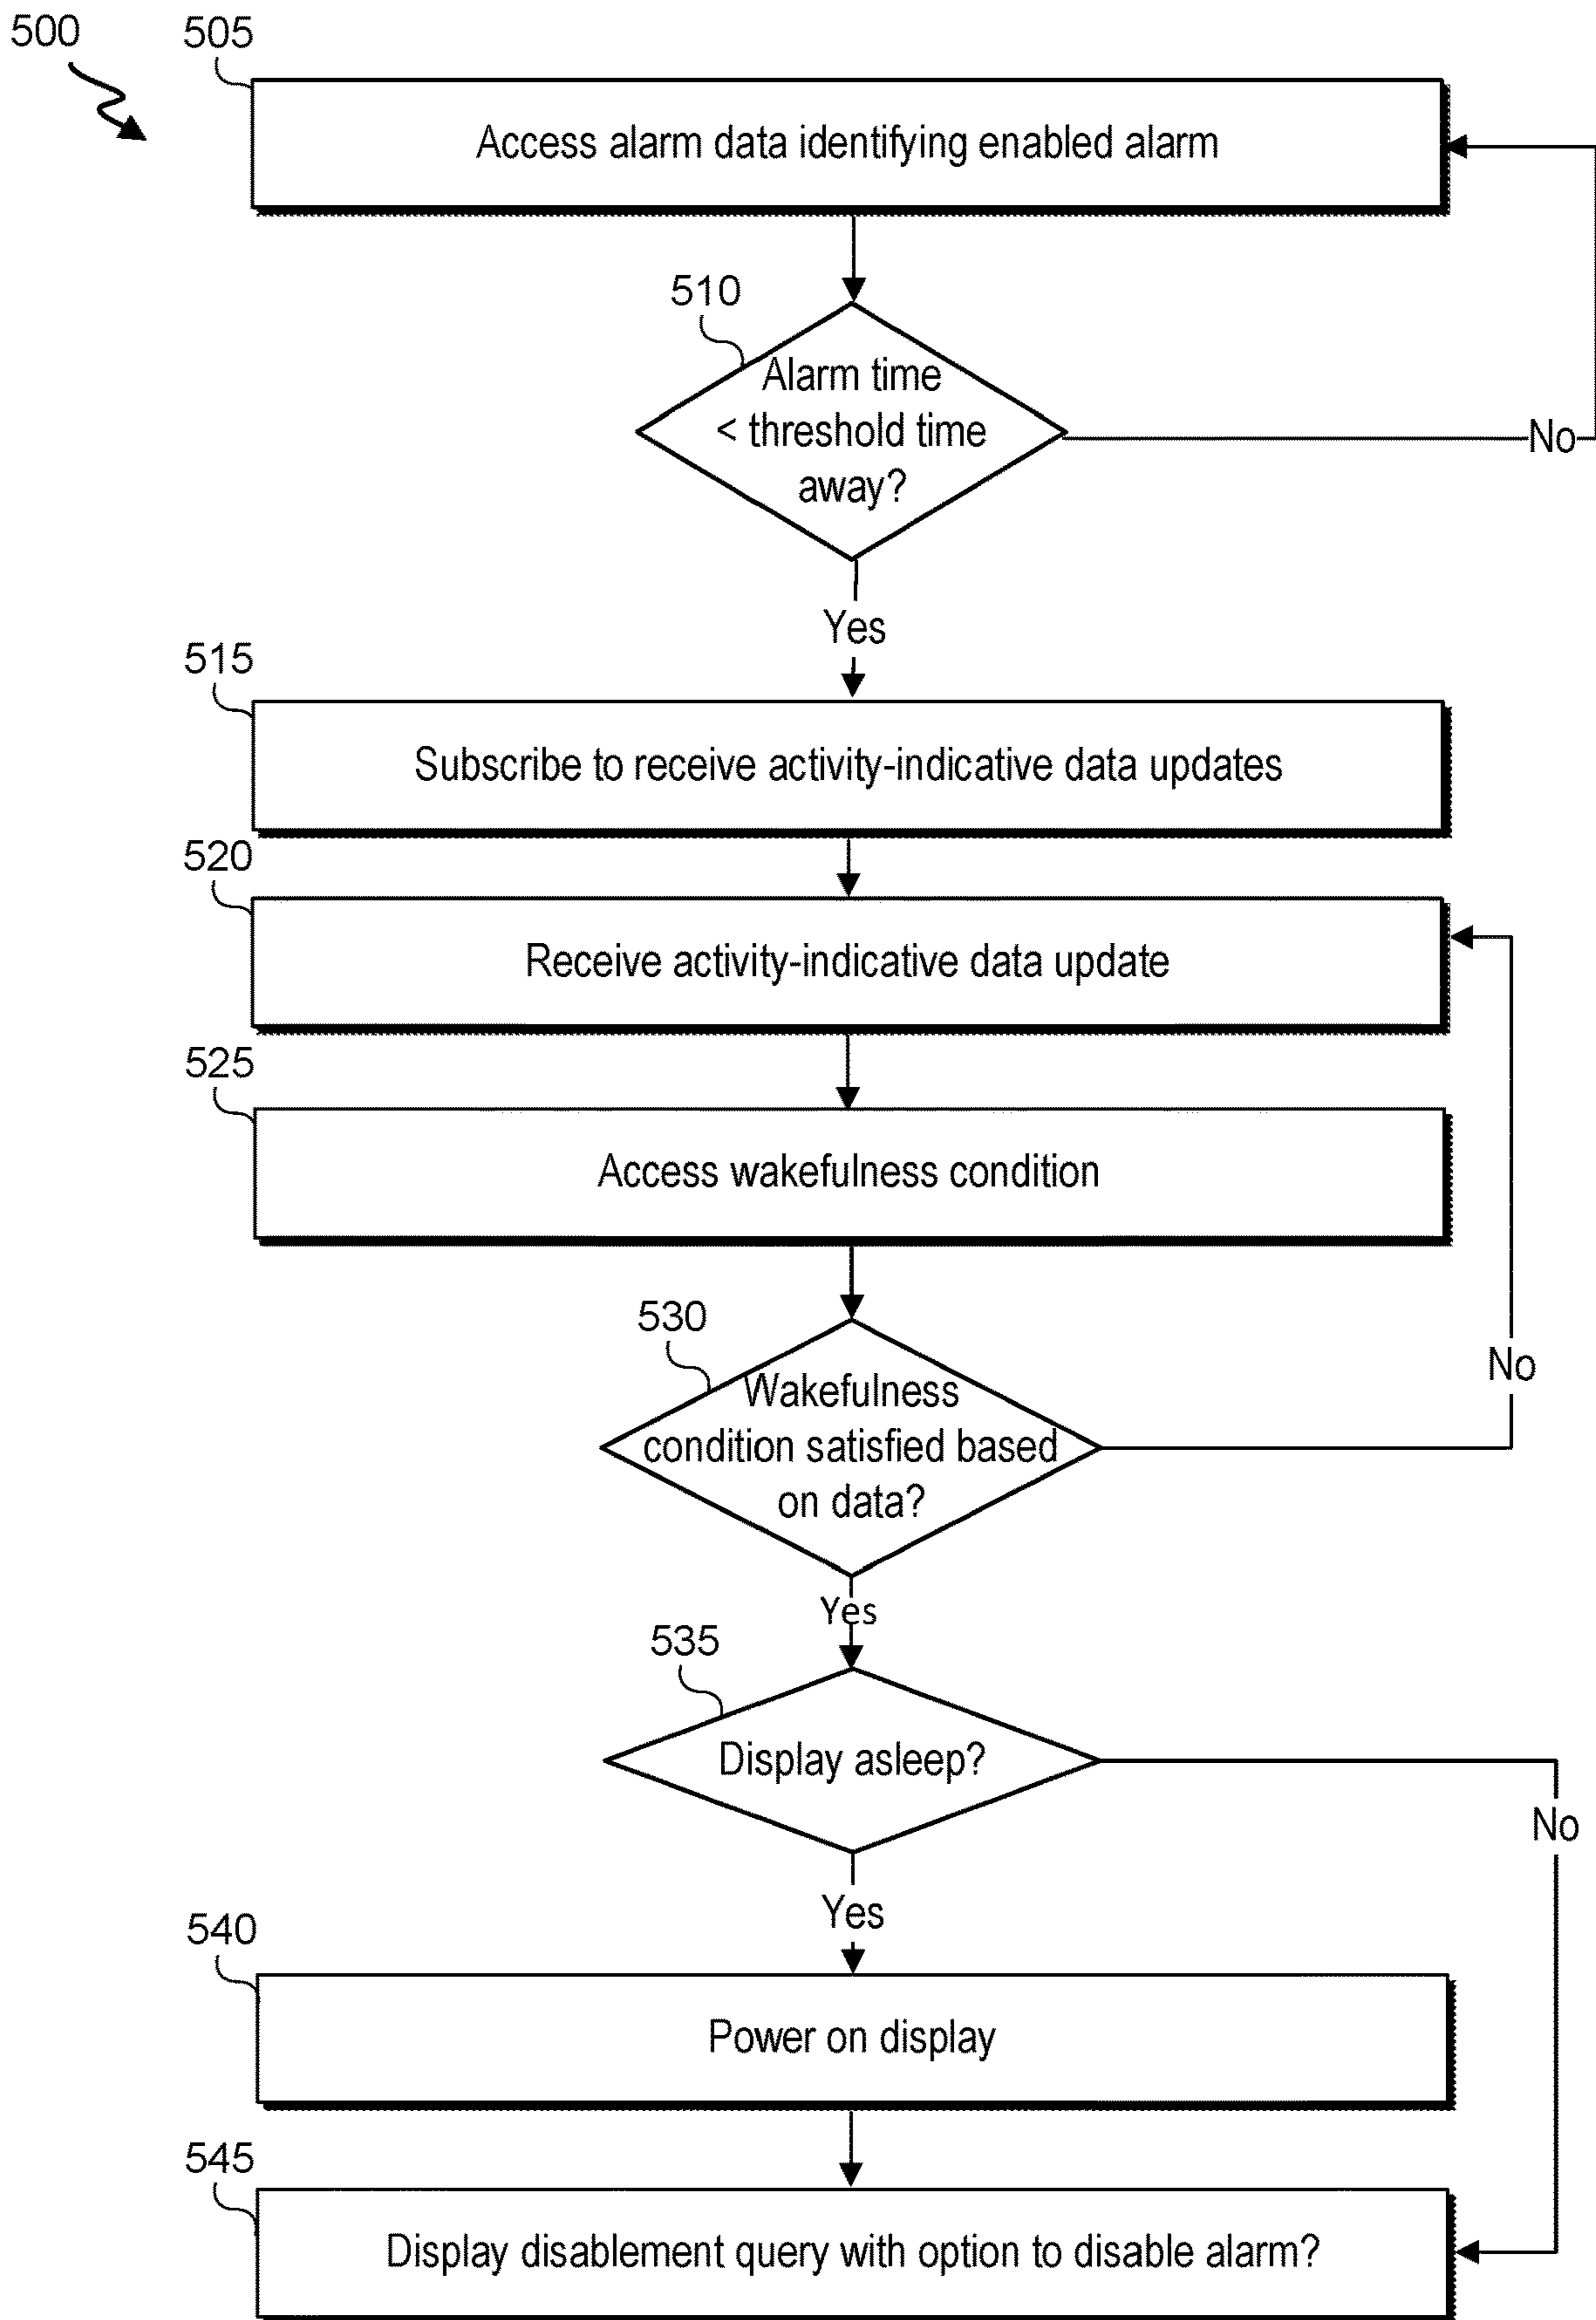 500
505
Access alarm data identifying enabled alarm
510
Alarm time
< threshold time
away?
No
Yes
515
Subscribe to receive activity-indicative data updates
520
Receive activity-indicative data update
525
Access wakefulness condition
530
Wakefulness
condition satisfied based
on data?
No
Yes
535
Display asleep?
No
Yes
540
Power on display
545
Display disablement query with option to disable alarm?